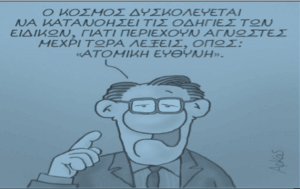 Ο ΚΟΣΜΟΣ ΔΥΣΚΟΛΕΥΕΤΑΙ
ΝΑ ΚΑΤΑΝΟΗΣΕΙ ΤΙΣ ΟΔΗΓΙΕΣ ΤΩΝ
ΕΙΔΙΚΩΝ, ΓΙΑΤΙ ΠΕΡΙΕΧΟΥΝ ΑΓΝΩΣΤΕΣ
ΜΕΧΡΙ ΤΩΡΑ ΛΕΞΕΙΣ, ΟΠΩΣ:
«ΑΤΟΜΙΚΗ ΕΥΘΥΝΗ».